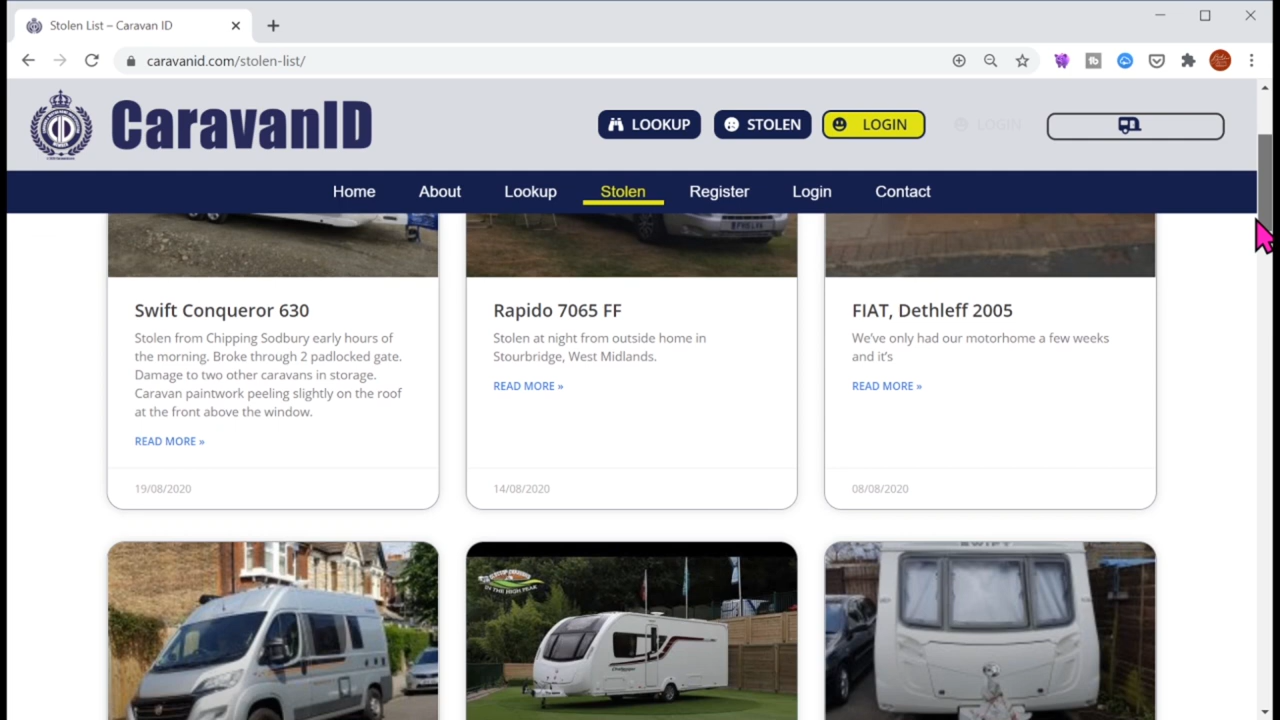 Stolen List – Caravan ID
caravanid.com/stolen-list/
CaravanID
LOOKUP
STOLEN
LOGIN
LOGIN
Home
About
Lookup
Stolen
Register
Login
Contact
Swift Conqueror 630
Stolen from Chipping Sodbury early hours of
the morning. Broke through 2 padlocked gate.
Damage to two other caravans in storage.
Caravan paintwork peeling slightly on the roof
at the front above the window.
READ MORE »
19/08/2020
Rapido 7065 FF
Stolen at night from outside home in
Stourbridge, West Midlands.
READ MORE »
14/08/2020
FIAT, Dethleff 2005
We've only had our motorhome a few weeks
and it's
READ MORE »
08/08/2020
IN THE HIGH PEAK
SWIFT